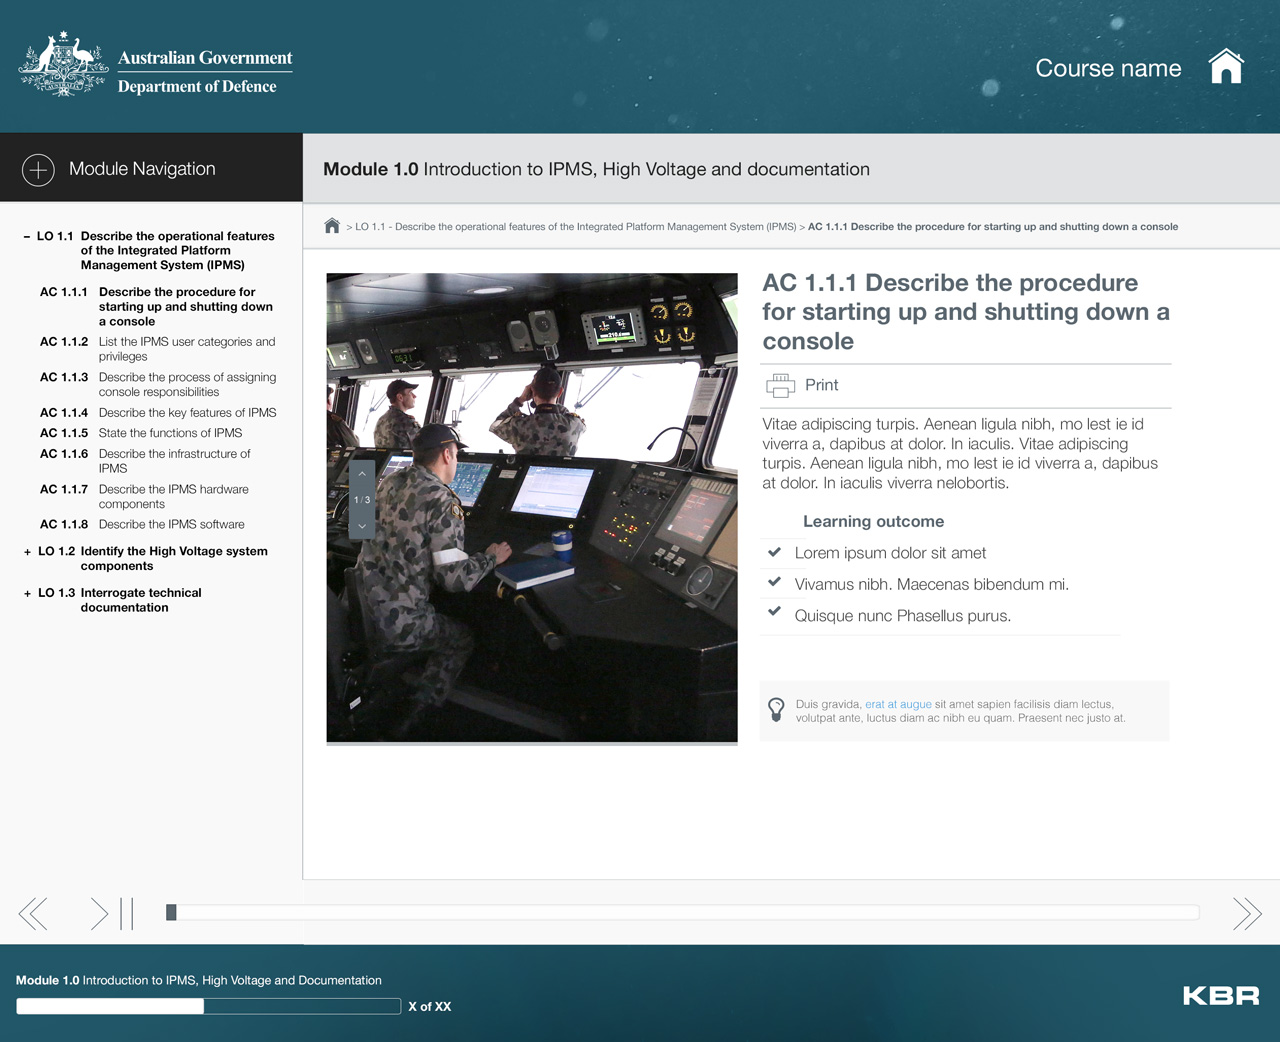 Australian Government
Department of Defence
Course name
Module Navigation
Module 1.0 Introduction to IPMS, High Voltage and documentation
> LO 1.1 - Describe the operational features of the Integrated Platform Management System (IPMS) > AC 1.1.1 Describe the procedure for starting up and shutting down a console
– LO 1.1 Describe the operational features
of the Integrated Platform
Management System (IPMS)
AC 1.1.1 Describe the procedure for
starting up and shutting down
a console
AC 1.1.2 List the IPMS user categories and
privileges
AC 1.1.3 Describe the process of assigning
console responsibilities
AC 1.1.4 Describe the key features of IPMS
AC 1.1.5 State the functions of IPMS
AC 1.1.6 Describe the infrastructure of
IPMS
AC 1.1.7 Describe the IPMS hardware
components
AC 1.1.8 Describe the IPMS software
+ LO 1.2 Identify the High Voltage system
components
+ LO 1.3 Interrogate technical
documentation
1 / 3
AC 1.1.1 Describe the procedure
for starting up and shutting down a
console
Print
Vitae adipiscing turpis. Aenean ligula nibh, mo lest ie id
viverra a, dapibus at dolor. In iaculis. Vitae adipiscing
turpis. Aenean ligula nibh, mo lest ie id viverra a, dapibus
at dolor. In iaculis viverra nelobortis.
Learning outcome
Lorem ipsum dolor sit amet
Vivamus nibh. Maecenas bibendum mi.
Quisque nunc Phasellus purus.
Duis gravida, erat at augue sit amet sapien facilisis diam lectus,
volutpat ante, luctus diam ac nibh eu quam. Praesent nec justo at.
Module 1.0 Introduction to IPMS, High Voltage and Documentation
X of XX
KBR